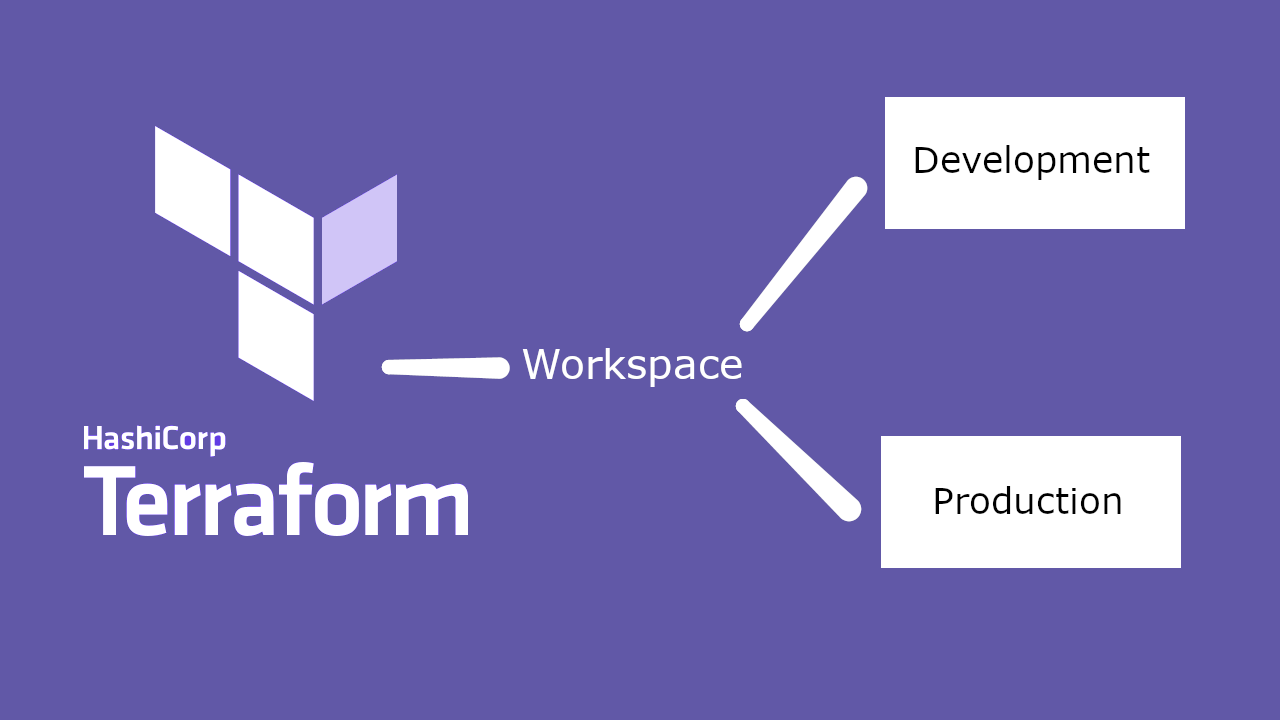 HashiCorp
Terraform
Workspace
Development
Production